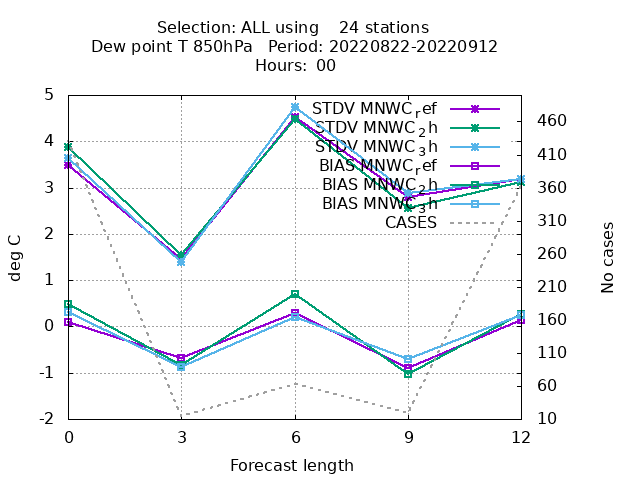 Selection: ALL using    24 stations
Dew point T 850hPa   Period: 20220822-20220912
Hours:  00
STDV MNWC_ref
STDV MNWC_2h
STDV MNWC_3h
BIAS MNWC_ref
BIAS MNWC_2h
BIAS MNWC_3h
CASES
5
4
3
2
1
0
-1
-2
deg C
460
410
360
310
260
210
160
110
60
10
No cases
0 3 6 9 12
Forecast length